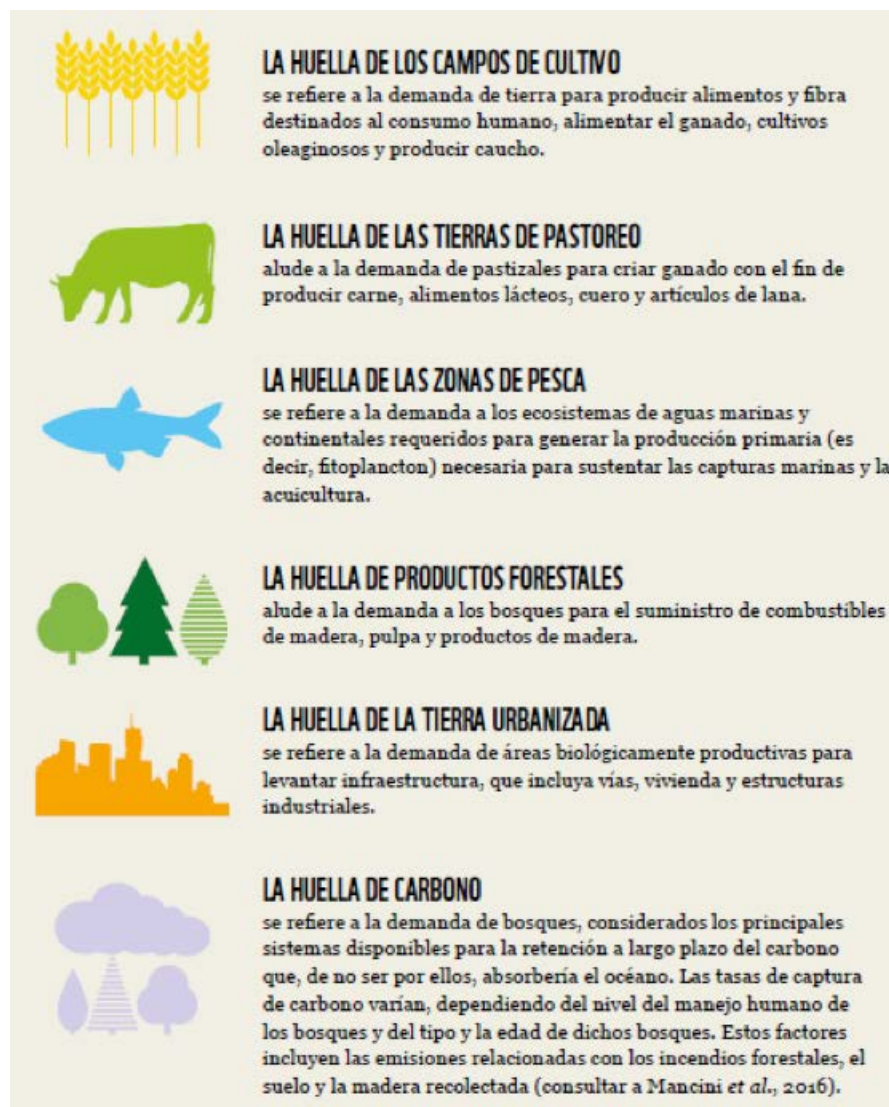 LA HUELLA DE LOS CAMPOS DE CULTIVO
se refiere a la demanda de tierra para producir alimentos y fibra
destinados al consumo humano, alimentar el ganado, cultivos
oleaginosos y producir caucho.
LA HUELLA DE LAS TIERRAS DE PASTOREO
alude a la demanda de pastizales para criar ganado con el fin de
producir carne, alimentos lácteos, cuero y artículos de lana.
LA HUELLA DE LAS ZONAS DE PESCA
se refiere a la demanda a los ecosistemas de aguas marinas y
continentales requeridos para generar la producción primaria (es
decir, fitoplancton) necesaria para sustentar las capturas marinas y la
acuicultura.
LA HUELLA DE PRODUCTOS FORESTALES
alude a la demanda a los bosques para el suministro de combustibles
de madera, pulpa y productos de madera.
LA HUELLA DE LA TIERRA URBANIZADA
se refiere a la demanda de áreas biológicamente productivas para
levantar infraestructura, que incluya vías, vivienda y estructuras
industriales.
LA HUELLA DE CARBONO
se refiere a la demanda de bosques, considerados los principales
sistemas disponibles para la retención a largo plazo del carbono
que, de no ser por ellos, absorbería el océano. Las tasas de captura
de carbono varían, dependiendo del nivel del manejo humano de
los bosques y del tipo y la edad de dichos bosques. Estos factores
incluyen las emisiones relacionadas con los incendios forestales, el
suelo y la madera recolectada (consultar a Mancini et al., 2016).